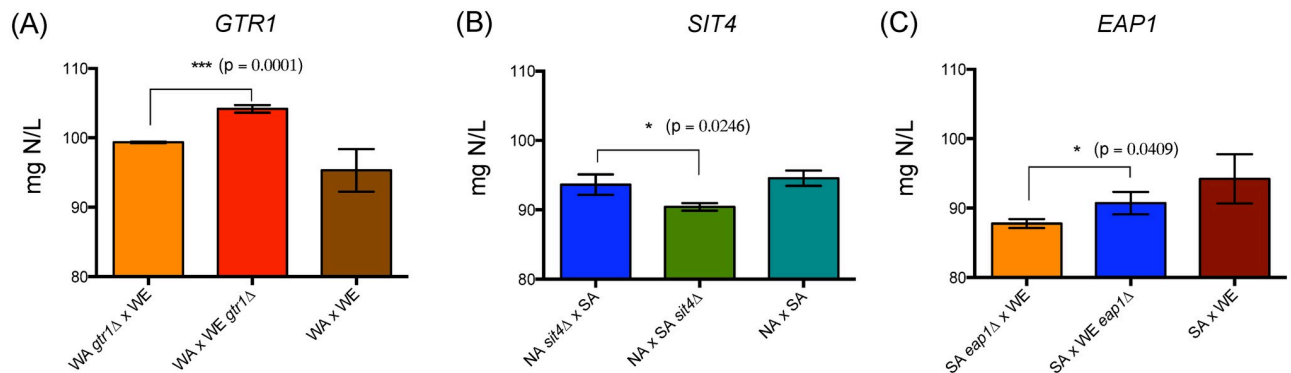 (A) GTR1
mg N/L
110
100
90
80
*** (p = 0.0001)
WA gtr1Δ x WE
WA x WE gtr1Δ
WA x WE
(B) SIT4
mg N/L
110
100
90
80
* (p = 0.0246)
NA sit4Δ x SA
NA x SA sit4Δ
NA x SA
(C) EAP1
mg N/L
110
100
90
80
* (p = 0.0409)
SA eap1Δ x WE
SA x WE eap1Δ
SA x WE